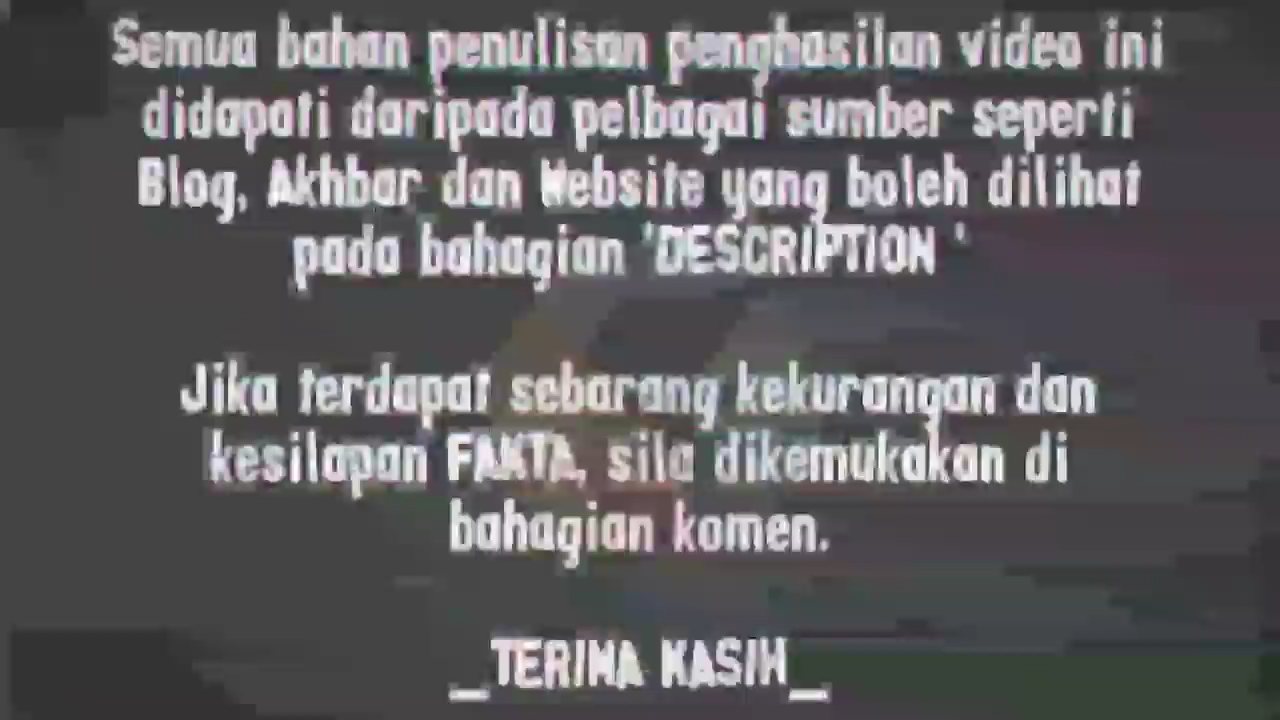 Semua bahan penulisan penghasilan video ini
didapati daripada pelbagai sumber seperti
Blog, Akhbar dan Website yang boleh dilihat
pada bahagian 'DESCRIPTION '
Jika terdapat sebarang kekurangan dan
kesilapan FAKTA, sila dikemukakan di
bahagian komen.
_TERIMA KASIH_